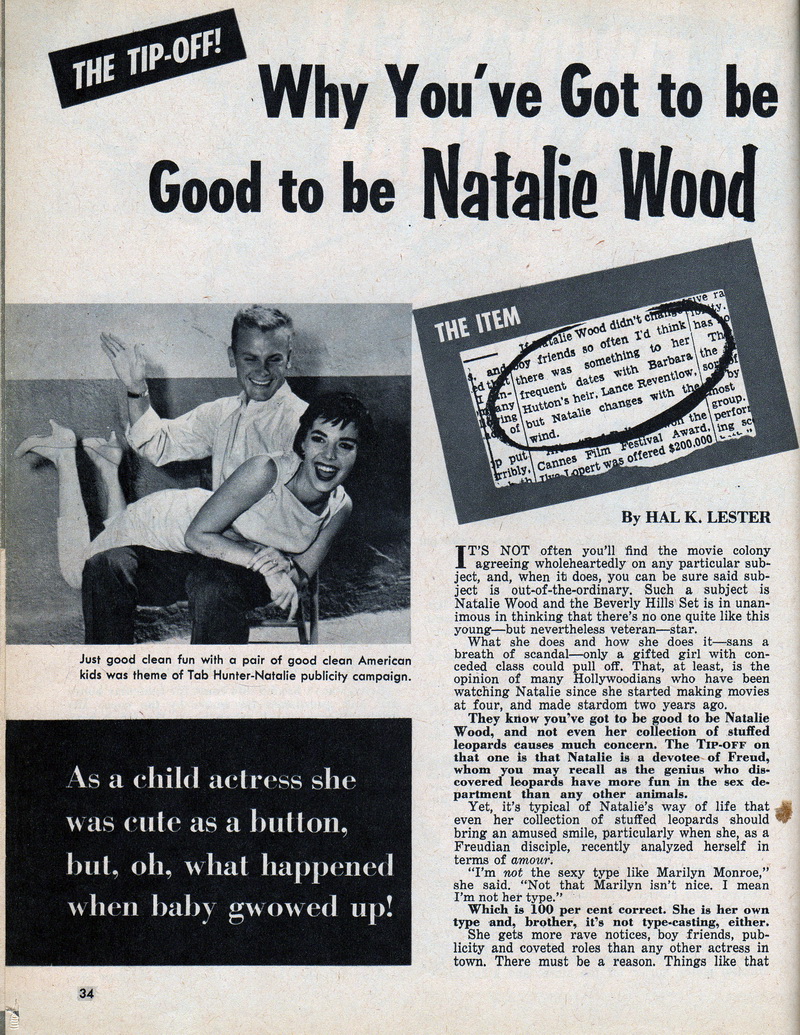 THE TIP-OFF!
Why You've Got to be
Good to be Natalie Wood
THE ITEM
If Natalie Wood didn't change
boy friends so often I'd think
there was something to her
frequent dates with Barbara
Hutton's heir, Lance Reventlow,
but Natalie changes with the
wind.
Cannes Film Festival Award.
Ilya Lopert was offered $200,000
By HAL K. LESTER
IT'S NOT often you'll find the movie colony
agreeing wholeheartedly on any particular sub-
ject, and, when it does, you can be sure said sub-
ject is out-of-the-ordinary. Such a subject is
Natalie Wood and the Beverly Hills Set is in unan-
imous in thinking that there's no one quite like this
young—but nevertheless veteran—star.
What she does and how she does it—sans a
breath of scandal—only a gifted girl with con-
ceded class could pull off. That, at least, is the
opinion of many Hollywoodians who have been
watching Natalie since she started making movies
at four, and made stardom two years ago.
They know you've got to be good to be Natalie
Wood, and not even her collection of stuffed
leopards causes much concern. The TIP-OFF on
that one is that Natalie is a devotee of Freud,
whom you may recall as the genius who dis-
covered leopards have more fun in the sex de-
partment than any other animals.
Yet, it's typical of Natalie's way of life that
even her collection of stuffed leopards should
bring an amused smile, particularly when she, as a
Freudian disciple, recently analyzed herself in
terms of amour.
"I'm not the sexy type like Marilyn Monroe,"
she said. "Not that Marilyn isn't nice. I mean
I'm not her type."
Which is 100 per cent correct. She is her own
type and, brother, it's not type-casting, either.
She gets more rave notices, boy friends, pub-
licity and coveted roles than any other actress in
town. There must be a reason. Things like that
Just good clean fun with a pair of good clean American
kids was theme of Tab Hunter-Natalie publicity campaign.
As a child actress she
was cute as a button,
but, oh, what happened
when baby gwowed up!
34